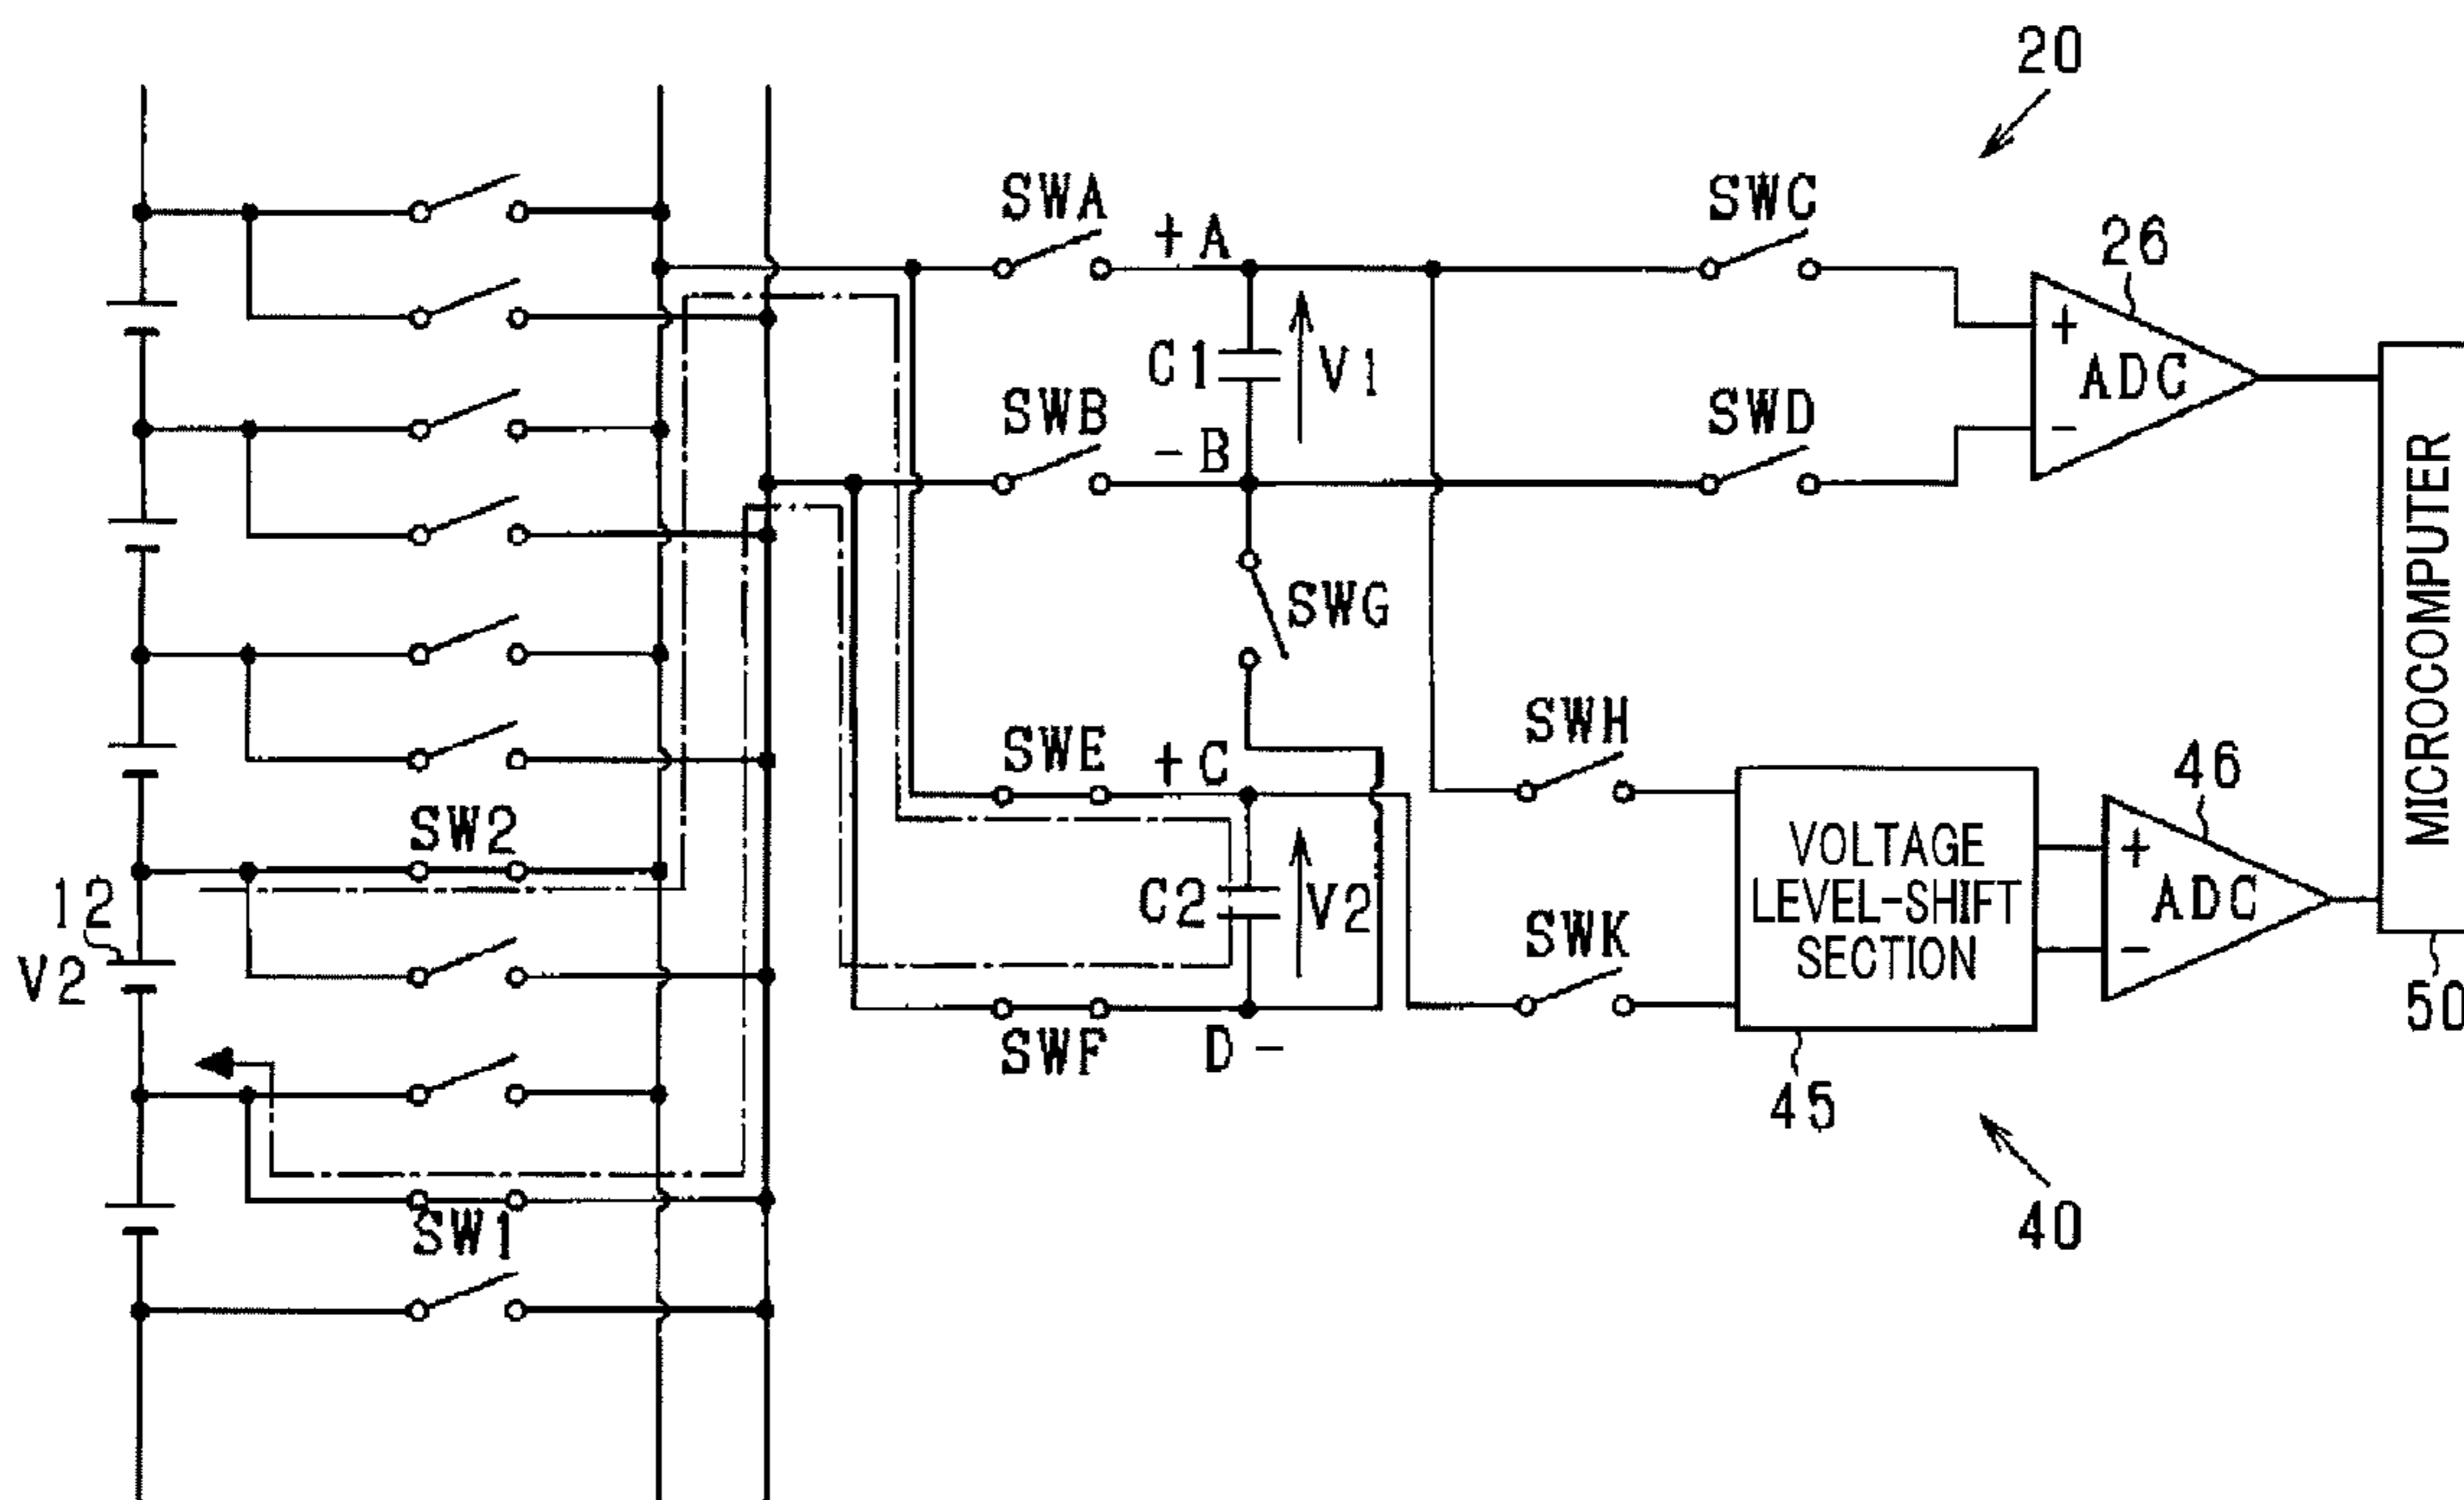 20
SWA
+A
SWC
26
C1
V1
+
ADC
-
SWB
-B
SWD
MICROCOMPUTER
SWG
SWE
+C
SWH
46
SW2
12
V2
C2
V2
VOLTAGE
LEVEL-SHIFT
SECTION
+
ADC
-
SWK
50
SWF
D-
45
SW1
40